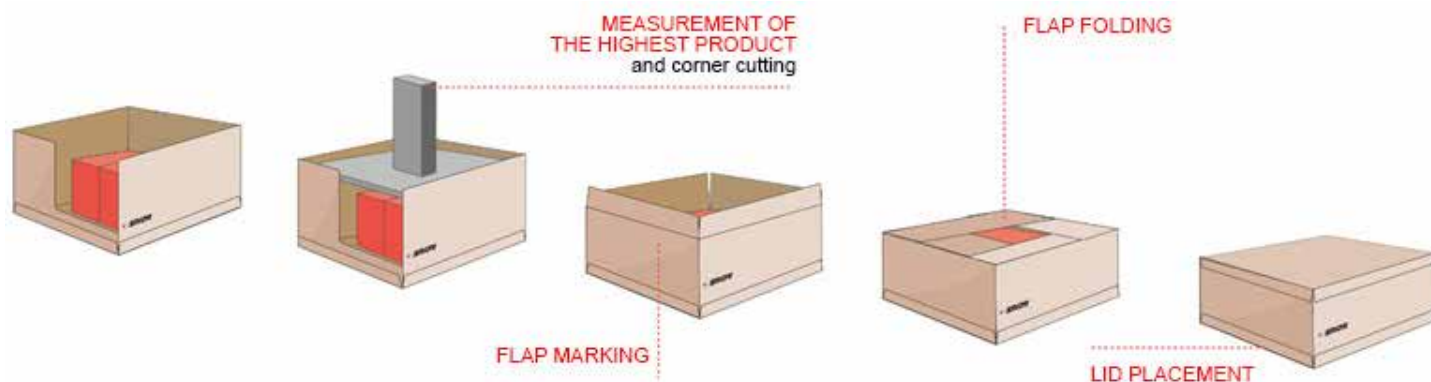 MEASUREMENT OF
THE HIGHEST PRODUCT
and corner cutting
FLAP FOLDING
FLAP MARKING
LID PLACEMENT